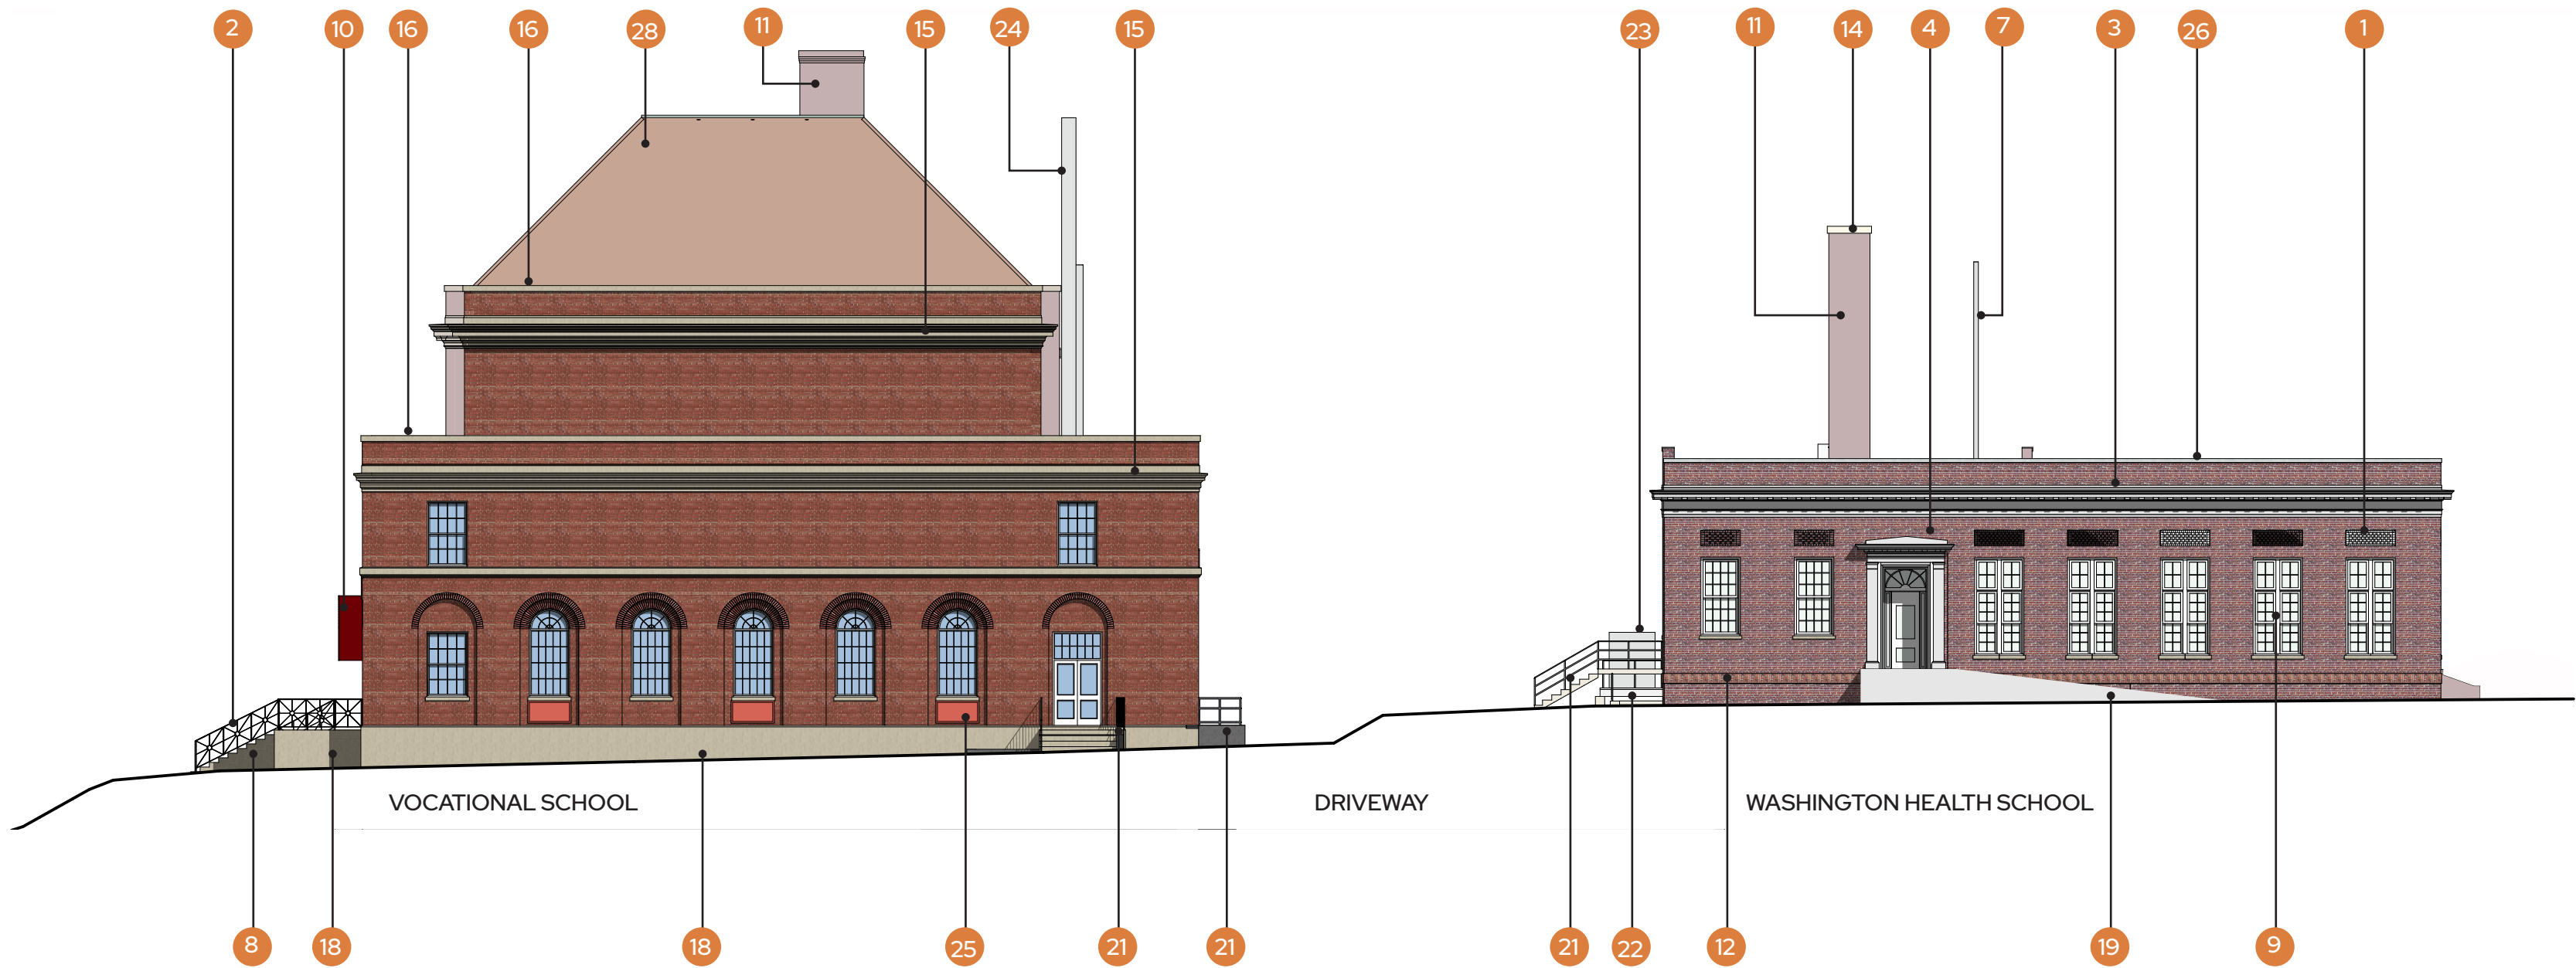 2 10 16 16 28 11 15 24 15 23 11 14 4 7 3 26 1
VOCATIONAL SCHOOL DRIVEWAY WASHINGTON HEALTH SCHOOL
8 18 18 25 21 21 21 22 12 19 9